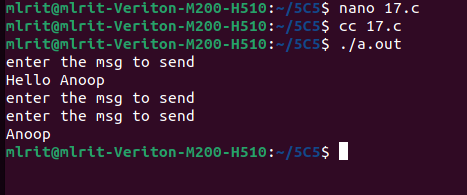 mlrit@mlrit-Veriton-M200-H510:~/5C5$ nano 17.c
mlrit@mlrit-Veriton-M200-H510:~/5C5$ cc 17.c
mlrit@mlrit-Veriton-M200-H510:~/5C5$ ./a.out
enter the msg to send
Hello Anoop
enter the msg to send
enter the msg to send
Anoop
mlrit@mlrit-Veriton-M200-H510:~/5C5$